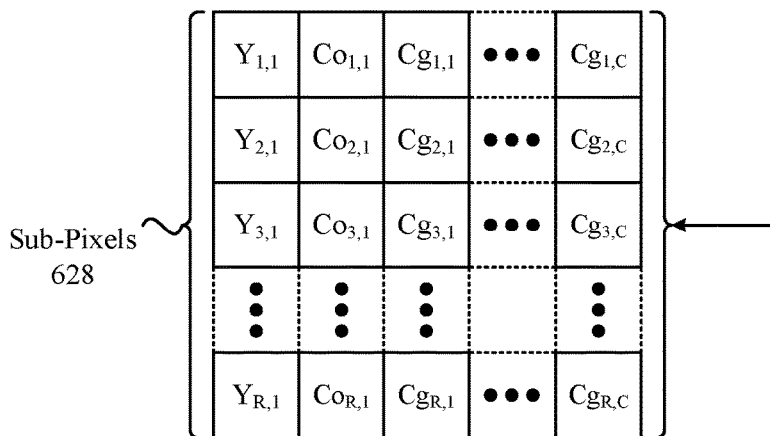 Y1,1 Co1,1 Cg1,1 ●●● Cg1,C
Y2,1 Co2,1 Cg2,1 ●●● Cg2,C
Y3,1 Co3,1 Cg3,1 ●●● Cg3,C
Sub-Pixels
628
YR,1 CoR,1 CgR,1 ●●● CgR,C